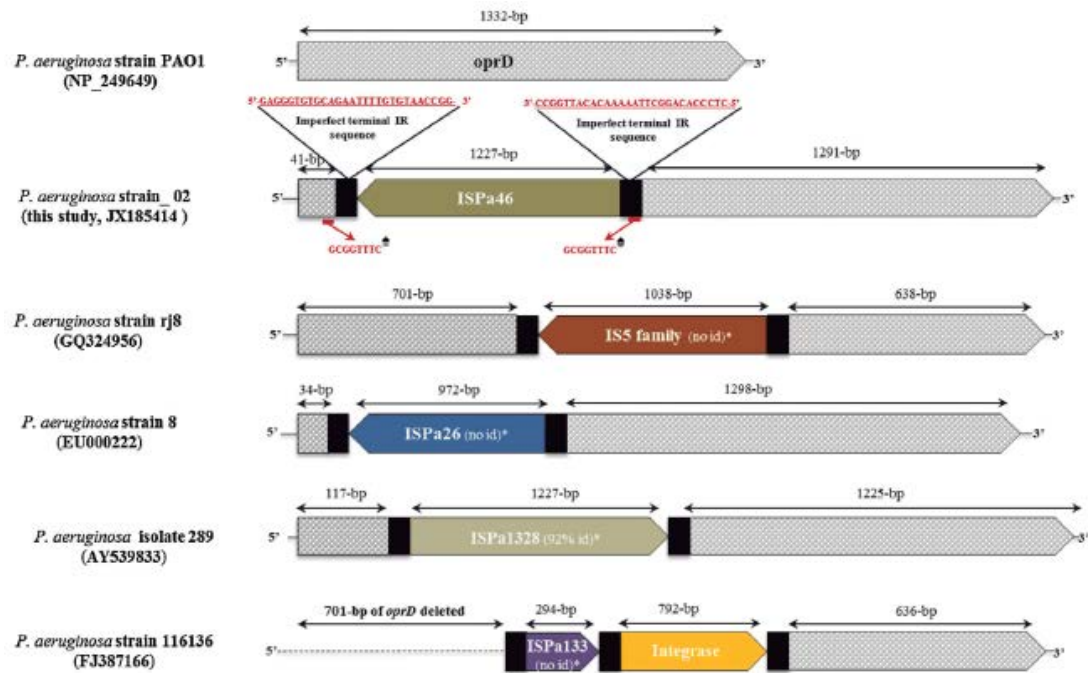 1332-bp
P. aeruginosa strain PAO1
(NP_249649)
5’
oprD
3’
5’-GAGGGTGTGCAGAATTTTGTGTAACCGG- 3’
3’-CCGGTTACACAAAAATTCGGACACCCTC-5’
Imperfect terminal IR
sequence
Imperfect terminal IR
sequence
41-bp
1227-bp
1291-bp
P. aeruginosa strain_ 02
(this study, JX185414 )
5’
ISPa46
3’
GCGGTTTC
GCGGTTTC
701-bp
1038-bp
638-bp
P. aeruginosa strain rj8
(GQ324956)
5’
IS5 family (no id)*
3’
34-bp
972-bp
1298-bp
P. aeruginosa strain 8
(EU000222)
5’
ISPa26 (no id)*
3’
117-bp
1227-bp
1225-bp
P. aeruginosa isolate 289
(AY539833)
5’
ISPa1328 (92% id)*
3’
701-bp of oprD deleted
294-bp
792-bp
636-bp
P. aeruginosa strain 116136
(FJ387166)
5’
ISPa133
(no id)*
Integrase
3’